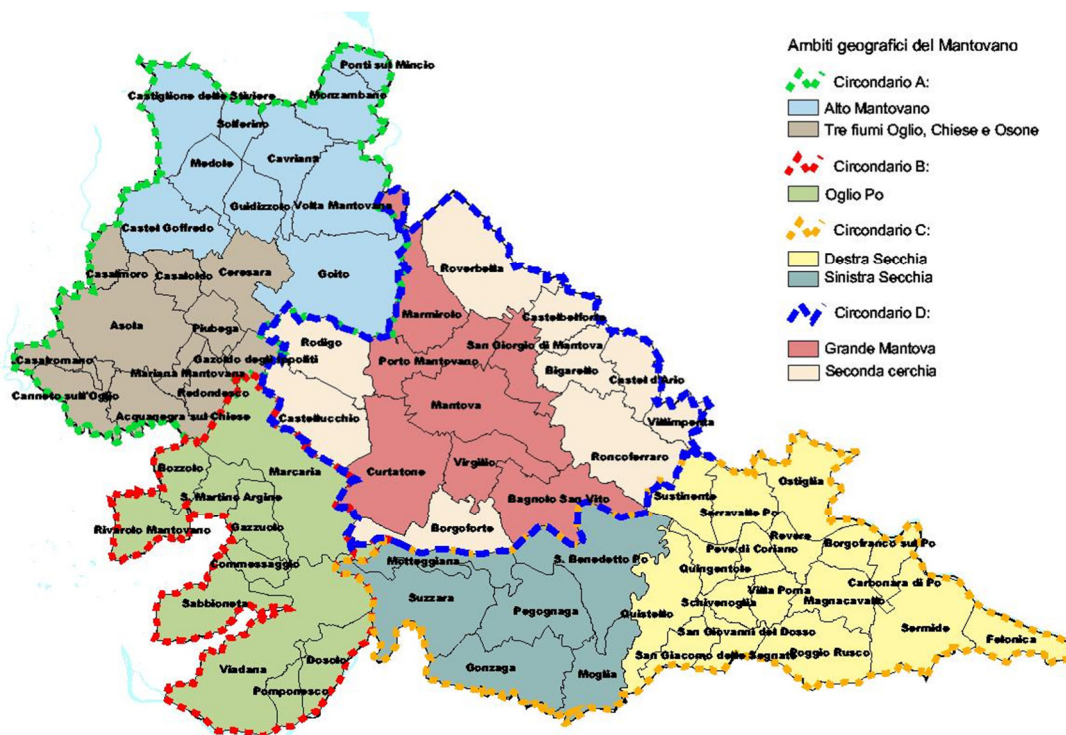 Ambiti geografici del Mantovano
Circondario A:
Alto Mantovano
Tre fiumi Oglio, Chiese e Osone
Circondario B:
Oglio Po
Circondario C:
Destra Secchia
Sinistra Secchia
Circondario D:
Grande Mantova
Seconda cerchia
Ponti sul Mincio
Castiglione delle Stiviere
Monzambano
Solferino
Medole
Cavriana
Guidizzolo
Volta Mantovana
Castel Goffredo
Casalmoro
Casaloldo
Ceresara
Goito
Roverbella
Asola
Piubega
Rodigo
Marmirolo
Castelbelforte
San Giorgio di Mantova
Casalromano
Gazoldo degli Ippoliti
Porto Mantovano
Mariana Mantovana
Bigarello
Castel d'Ario
Canneto sull'Oglio
Redondesco
Mantova
Acquanegra sul Chiese
Castellucchio
Villimpenta
Roncoferraro
Bozzolo
Marcaria
Curtatone
Virgilio
S. Martino Argine
Bagnolo San Vito
Sustinente
Ostiglia
Rivarolo Mantovano
Gazzuolo
Borgoforte
Serravalle Po
Revere
Commessaggio
Motteggiana
S. Benedetto Po
Pieve di Coriano
Borgofranco sul Po
Quingentole
Sabbioneta
Suzzara
Pegognaga
Quistello
Schivenoglia
Villa Poma
Magnacavallo
Carbonara di Po
San Giovanni del Dosso
Sermide
Felonica
Viadana
Dosolo
Gonzaga
Moglia
San Giacomo delle Segnate
Poggio Rusco
Pomponesco